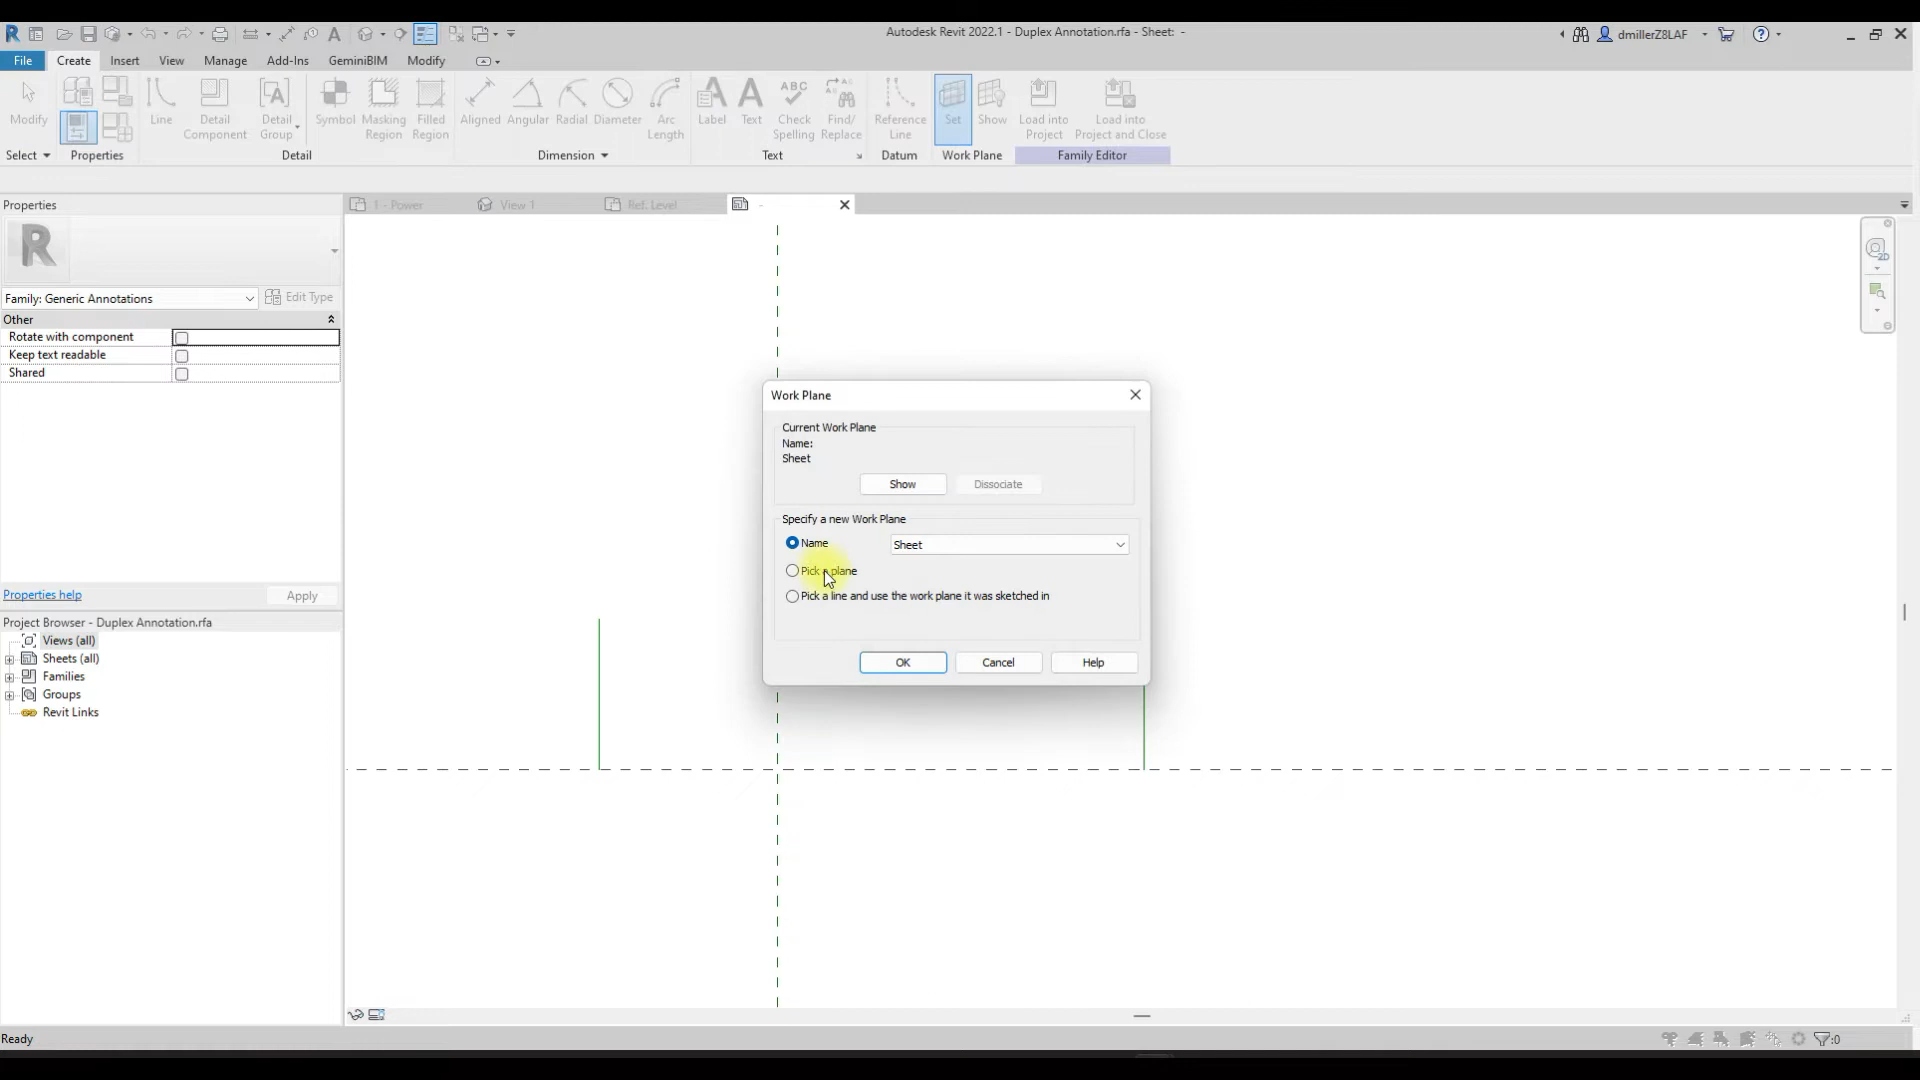 Autodesk Revit 2022.1 - Duplex Annotation.rfa - Sheet: -
dmillerZ8LAF
File
Create
Insert
View
Manage
Add-Ins
GeminiBIM
Modify
Modify
Line
Detail Component
Detail Group
Symbol
Masking Region
Filled Region
Aligned
Angular
Radial
Diameter
Arc Length
Label
Text
ABC
Check Spelling
Find/ Replace
Reference Line
Set
Show
Load into Project
Load into Project and Close
Select
Properties
Detail
Dimension
Text
Datum
Work Plane
Family Editor
Properties
1 - Power
View 1
Ref. Level
-
R
Family: Generic Annotations
Edit Type
Other
Rotate with component
Keep text readable
Shared
Properties help
Apply
Project Browser - Duplex Annotation.rfa
Views (all)
Sheets (all)
Families
Groups
Revit Links
Work Plane
Current Work Plane
Name:
Sheet
Show
Dissociate
Specify a new Work Plane
Name
Sheet
Pick a plane
Pick a line and use the work plane it was sketched in
OK
Cancel
Help
2D
Ready
:0